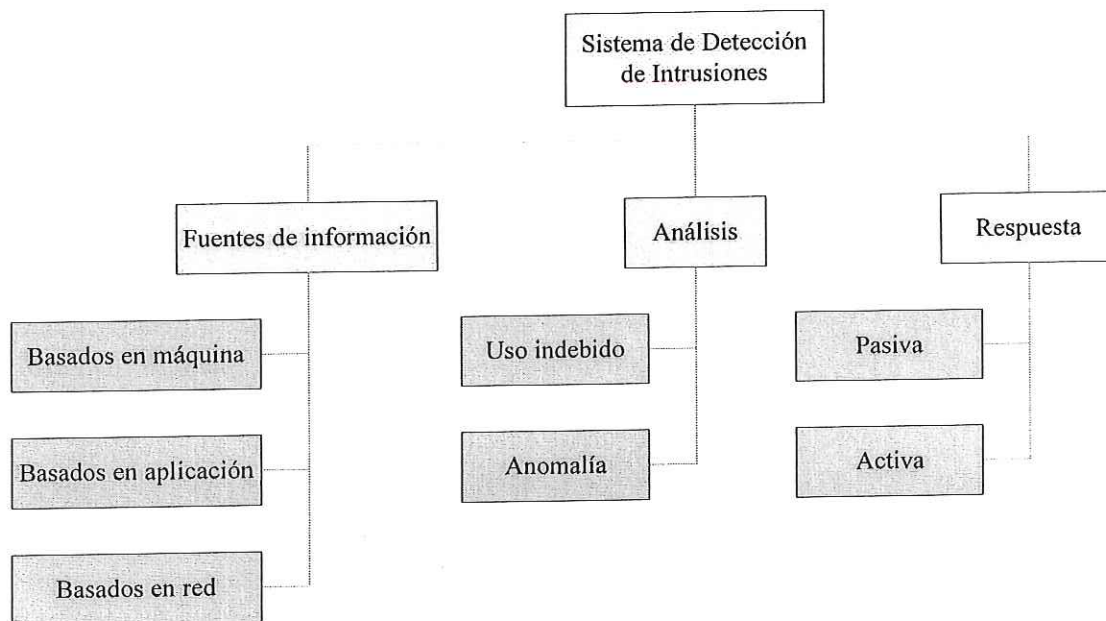 Sistema de Detección
de Intrusiones
Fuentes de información
Análisis
Respuesta
Basados en máquina
Uso indebido
Pasiva
Basados en aplicación
Anomalía
Activa
Basados en red